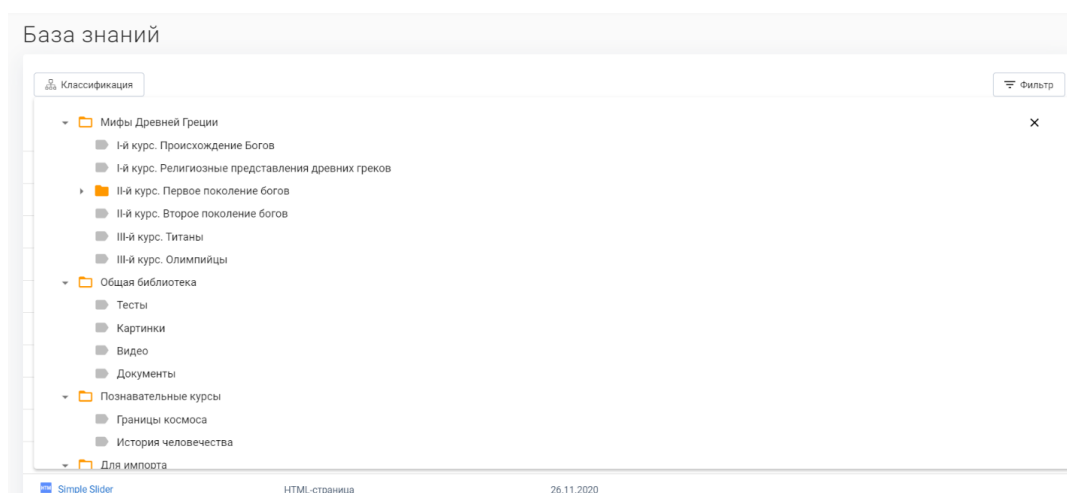 База знаний
Классификация
Фильтр
Мифы Древней Греции
I-й курс. Происхождение Богов
I-й курс. Религиозные представления древних греков
II-й курс. Первое поколение богов
II-й курс. Второе поколение богов
III-й курс. Титаны
III-й курс. Олимпийцы
Общая библиотека
Тесты
Картинки
Видео
Документы
Познавательные курсы
Границы космоса
История человечества
Для импорта
Simple Slider HTML-страница 26.11.2020